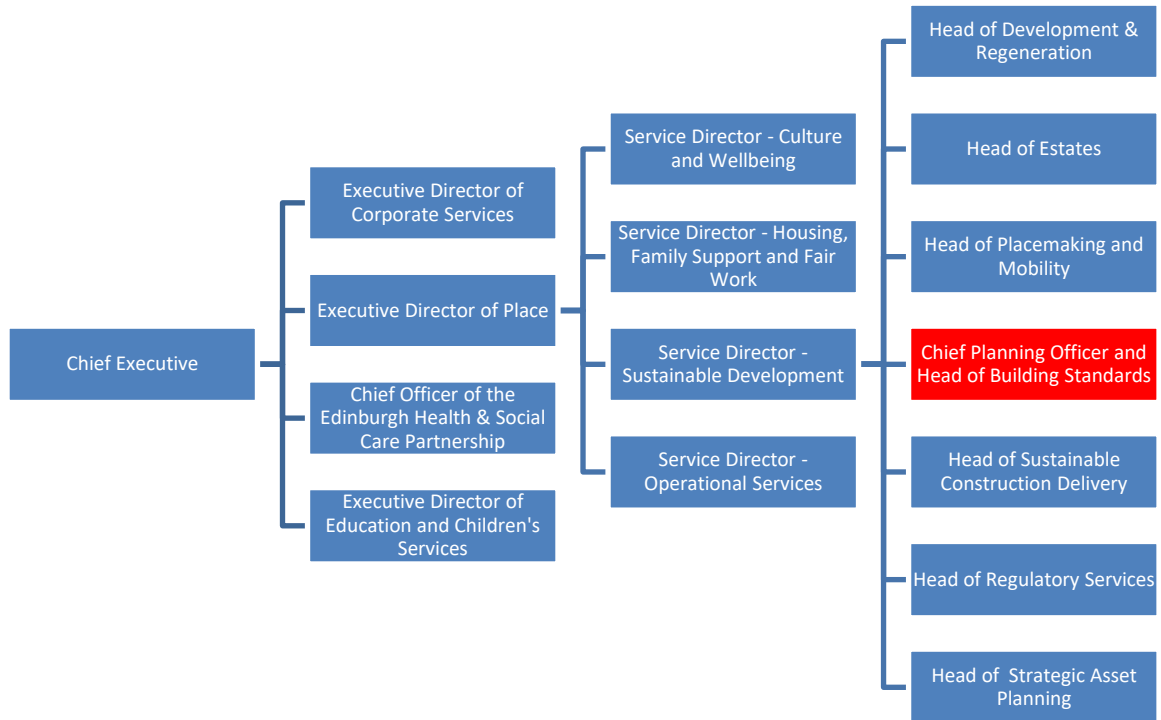 Chief Executive
Executive Director of
Corporate Services
Executive Director of Place
Chief Officer of the
Edinburgh Health & Social
Care Partnership
Executive Director of
Education and Children's
Services
Service Director - Culture
and Wellbeing
Service Director - Housing,
Family Support and Fair
Work
Service Director -
Sustainable Development
Service Director -
Operational Services
Head of Development &
Regeneration
Head of Estates
Head of Placemaking and
Mobility
Chief Planning Officer and
Head of Building Standards
Head of Sustainable
Construction Delivery
Head of Regulatory Services
Head of  Strategic Asset
Planning